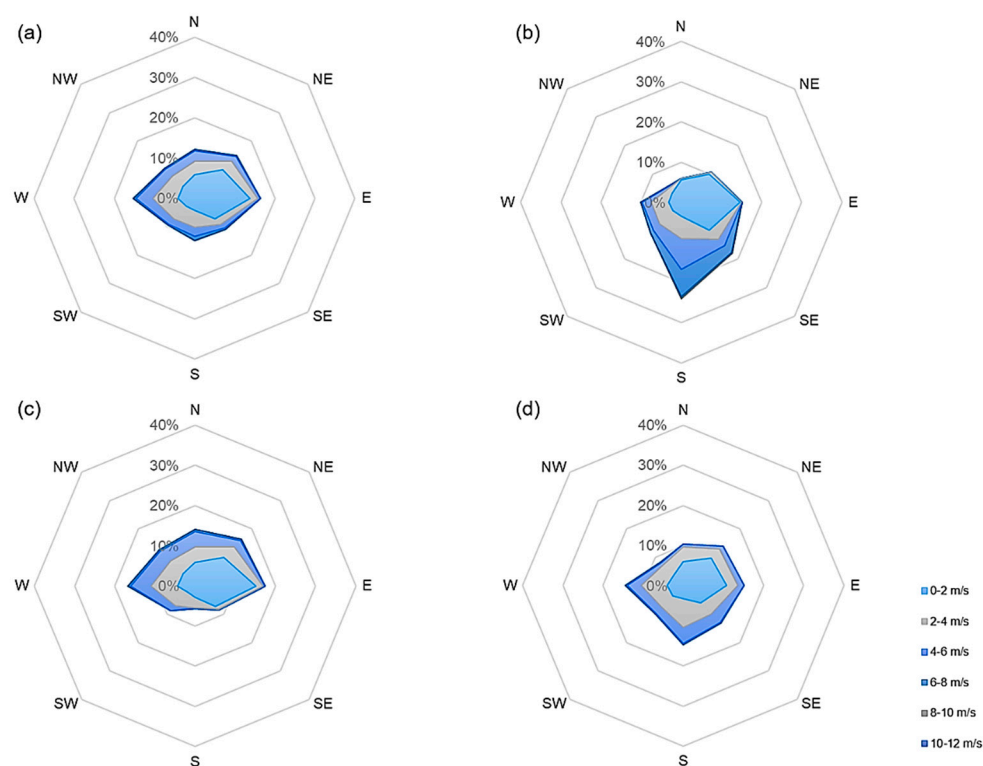 (a)
N
40%
NW
NE
30%
20%
10%
W
0%
E
SW
SE
S
(b)
N
40%
NW
NE
30%
20%
10%
W
0%
E
SW
SE
S
(c)
N
40%
NW
NE
30%
20%
10%
W
0%
E
SW
SE
S
(d)
N
40%
NW
NE
30%
20%
10%
W
0%
E
SW
SE
S
0-2 m/s
2-4 m/s
4-6 m/s
6-8 m/s
8-10 m/s
10-12 m/s